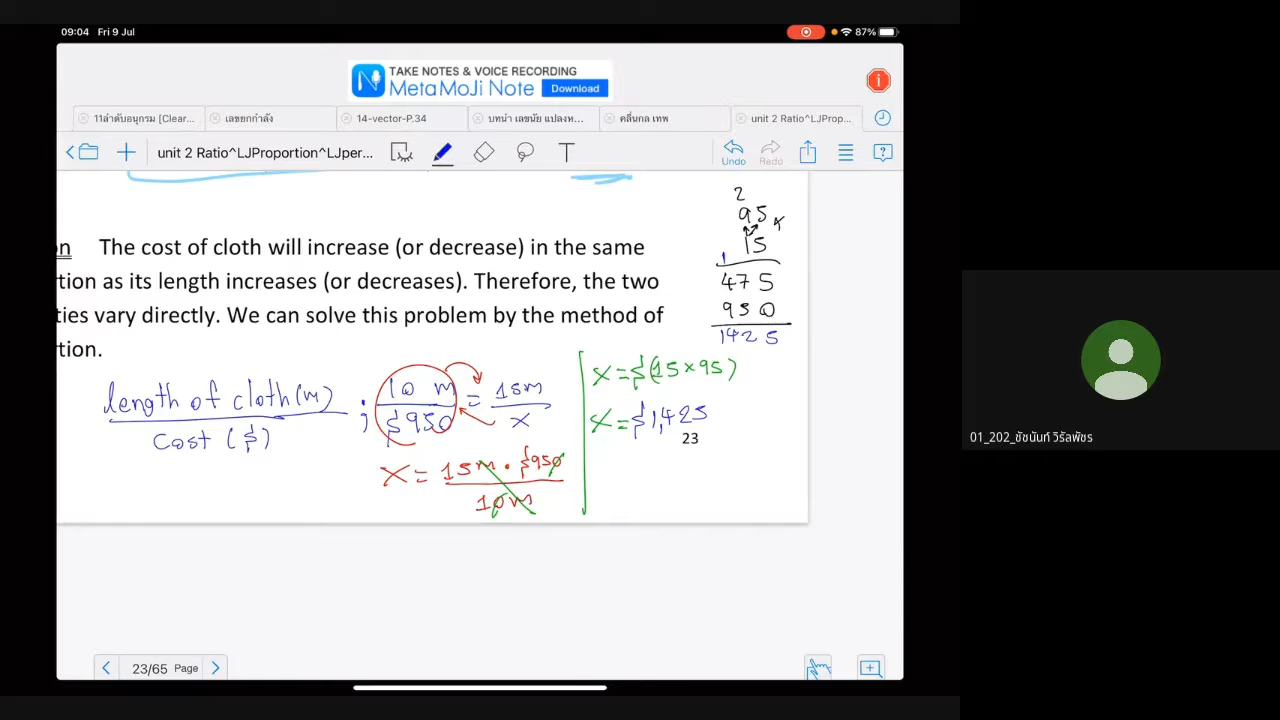 09:04 Fri 9 Jul
87%
TAKE NOTES & VOICE RECORDING
MetaMoJi Note
Download
11ลำดับอนุกรม [Clear...
เลขยกกำลัง
14-vector-P.34
บทนำ เลขนัย แปลงห...
คลื่นกล เทพ
unit 2 Ratio^LJProp...
unit 2 Ratio^LJProportion^LJper...
T
Undo
Redo
on The cost of cloth will increase (or decrease) in the same
tion as its length increases (or decreases). Therefore, the two
ties vary directly. We can solve this problem by the method of
tion.
2
95 ×
15
1
475
950
1425
length of cloth (m)
Cost ($)
; 10 m / $950 = 15m / x
x = 15m · $950 / 10m
x = $(15 × 95)
x = $1,425
23
23/65 Page
01_202_ชัชนันท์ วิรัลพัชร